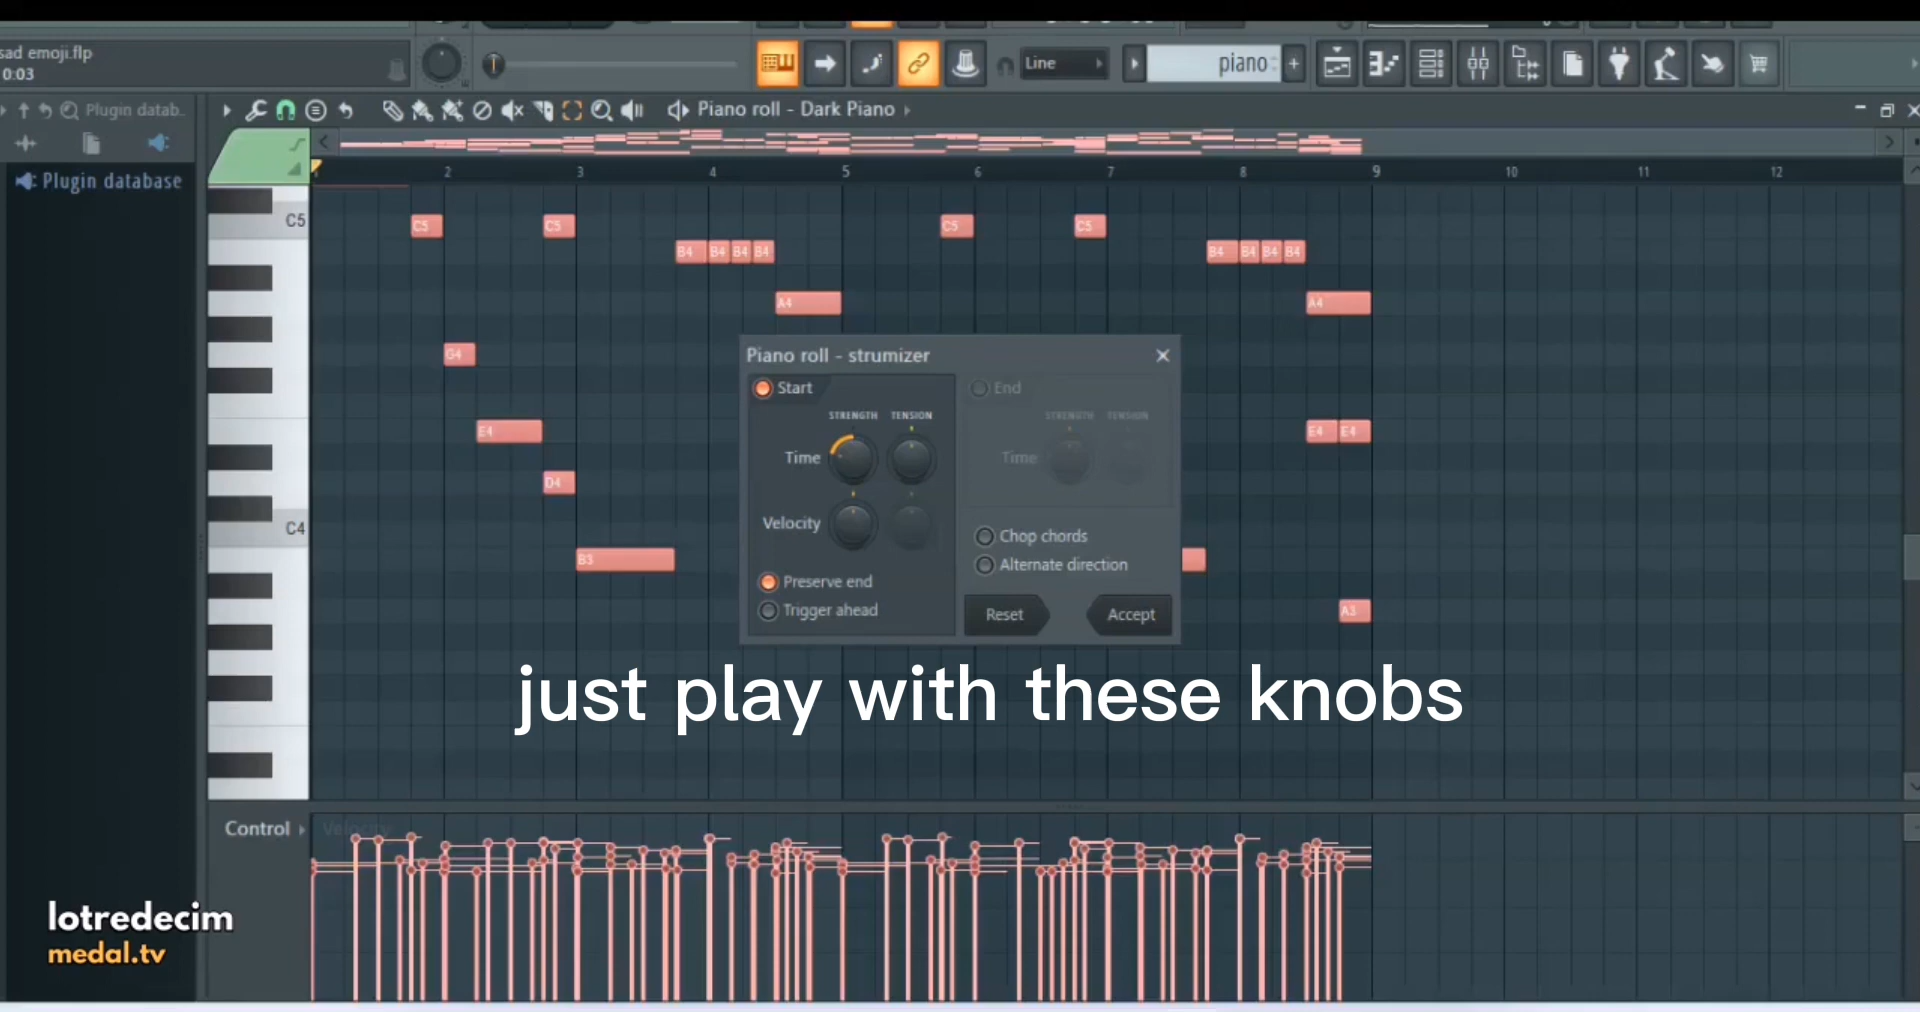 sad emoji.flp
0:03
Line
piano
Plugin datab..
Piano roll - Dark Piano
Plugin database
2 3 4 5 6 7 8 9 10 11 12
C5
C5 C5 C5 C5
B4 B4 B4 B4 B4 B4 B4 B4
A4 A4
G4
E4 E4 E4
D4
C4
B3
A3
Piano roll - strumizer
Start
End
STRENGTH TENSION
STRENGTH TENSION
Time
Time
Velocity
Chop chords
Alternate direction
Preserve end
Trigger ahead
Reset
Accept
just play with these knobs
Control
Velocity
lotredecim
medal.tv